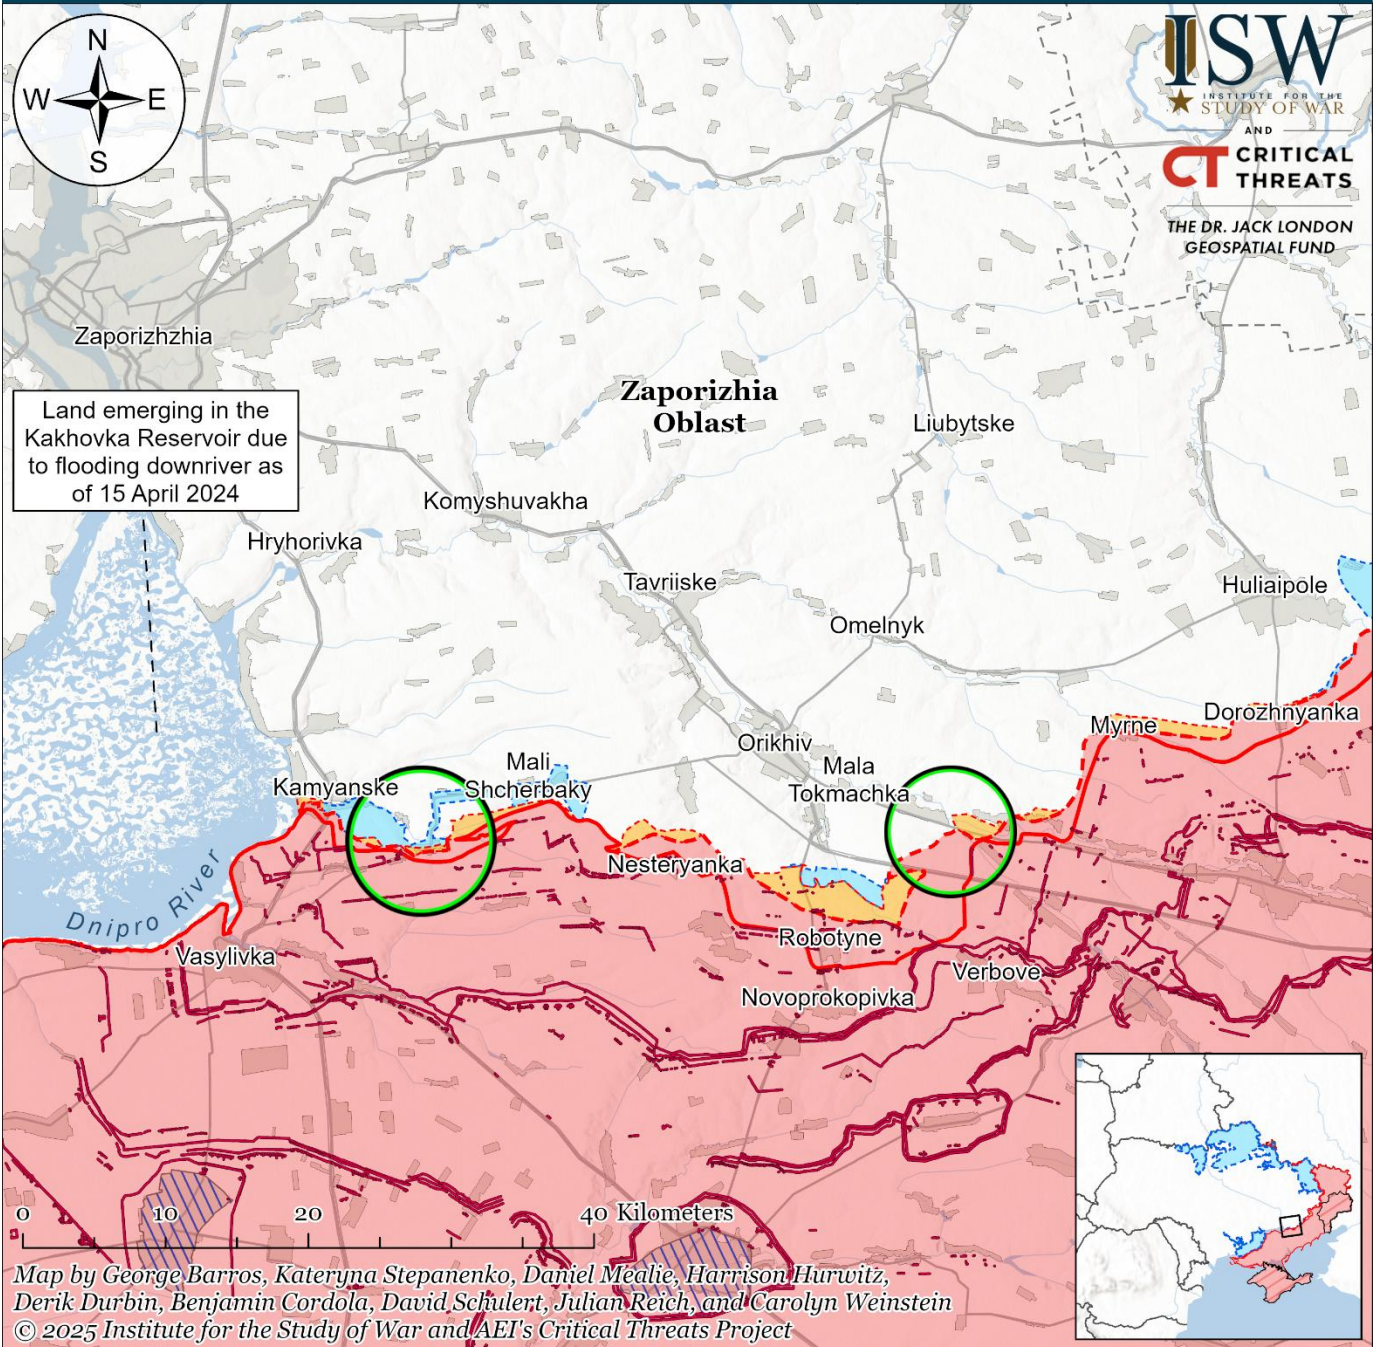 N
W
E
S
ISW
INSTITUTE FOR THE
STUDY OF WAR
AND
CT CRITICAL
THREATS
THE DR. JACK LONDON
GEOSPATIAL FUND
Zaporizhzhia
Zaporizhia
Oblast
Land emerging in the
Kakhovka Reservoir due
to flooding downriver as
of 15 April 2024
Liubytske
Komyshuvakha
Hryhorivka
Tavriiske
Huliaipole
Omelnyk
Dorozhnyanka
Myrne
Orikhiv
Mali
Shcherbaky
Mala
Tokmachka
Kamyanske
Nesteryanka
Dnipro River
Robotyne
Vasylivka
Verbove
Novoprokopivka
0 10 20 40 Kilometers
Map by George Barros, Kateryna Stepanenko, Daniel Mealie, Harrison Hurwitz,
Derik Durbin, Benjamin Cordola, David Schulert, Julian Reich, and Carolyn Weinstein
© 2025 Institute for the Study of War and AEI's Critical Threats Project